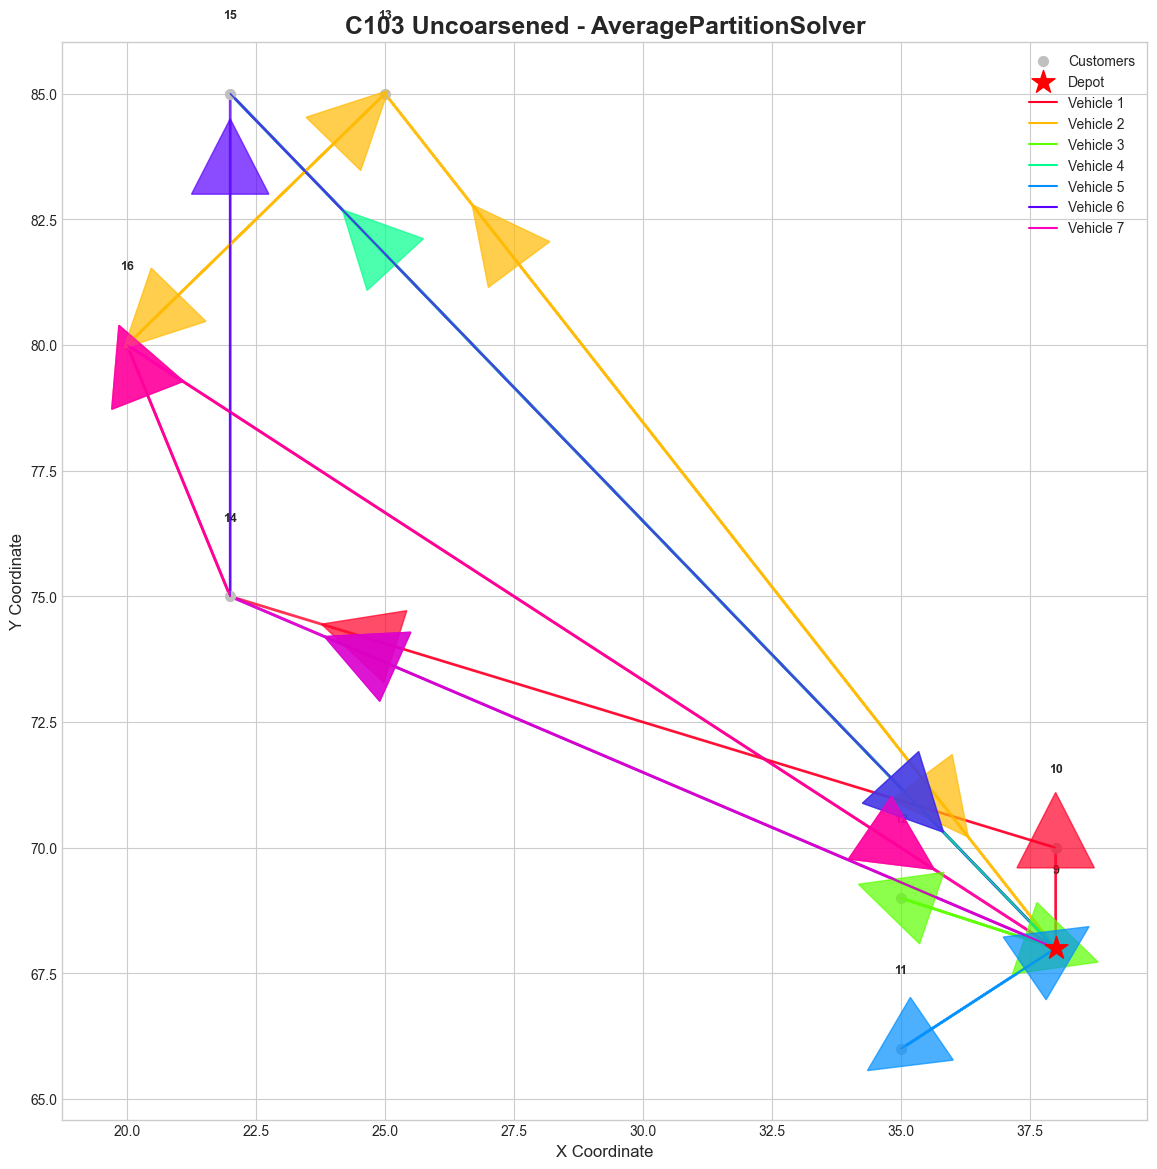 15
13
C103 Uncoarsened - AveragePartitionSolver
Customers
Depot
Vehicle 1
Vehicle 2
Vehicle 3
Vehicle 4
Vehicle 5
Vehicle 6
Vehicle 7
85.0
82.5
80.0
77.5
75.0
72.5
70.0
67.5
65.0
16
14
10
9
11
20.0
22.5
25.0
27.5
30.0
32.5
35.0
37.5
X Coordinate
Y Coordinate